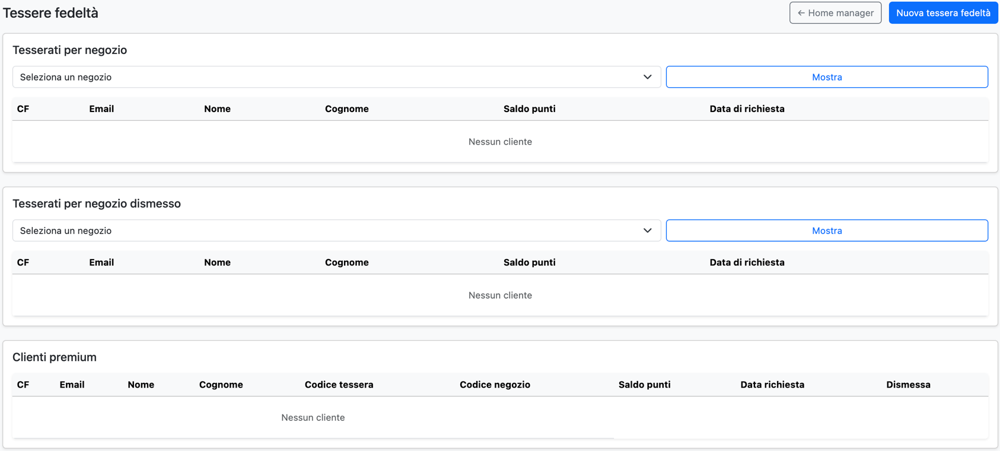 Tessere fedeltà
← Home manager
Nuova tessera fedeltà
Tesserati per negozio
Seleziona un negozio
Mostra
CF Email Nome Cognome Saldo punti Data di richiesta
Nessun cliente
Tesserati per negozio dismesso
Seleziona un negozio
Mostra
CF Email Nome Cognome Saldo punti Data di richiesta
Nessun cliente
Clienti premium
CF Email Nome Cognome Codice tessera Codice negozio Saldo punti Data richiesta Dismessa
Nessun cliente